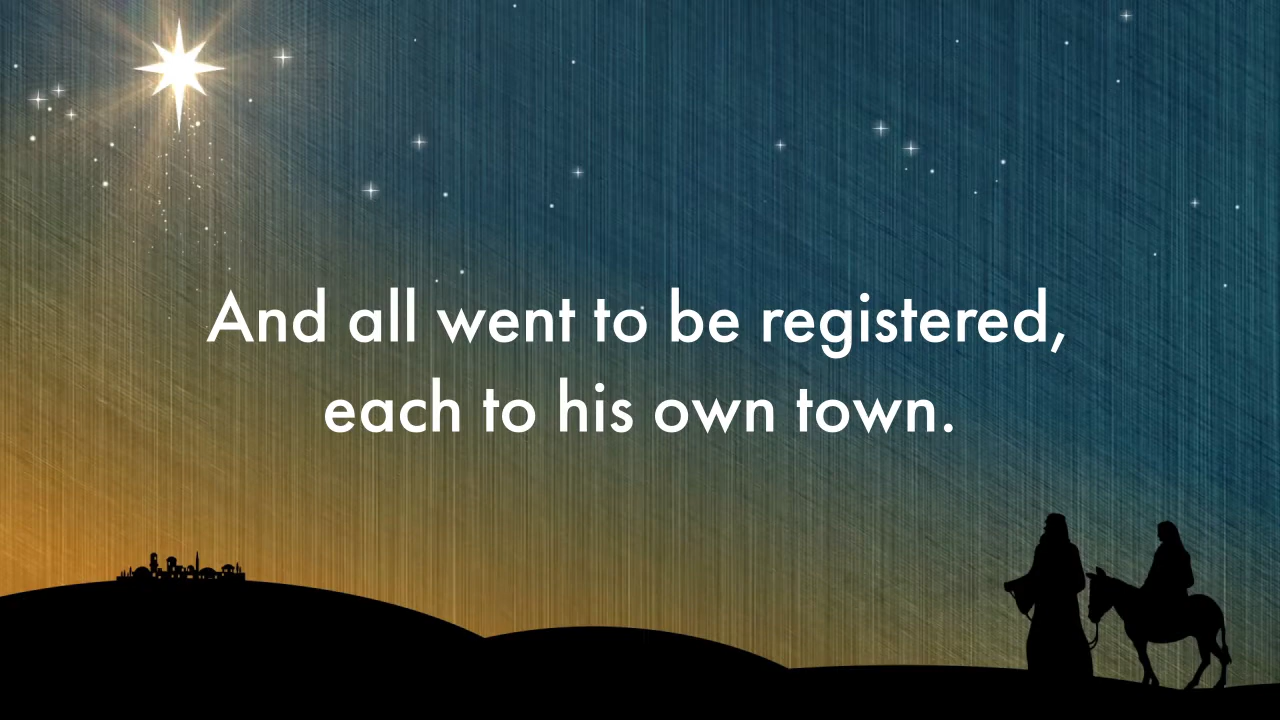 And all went to be registered,
each to his own town.